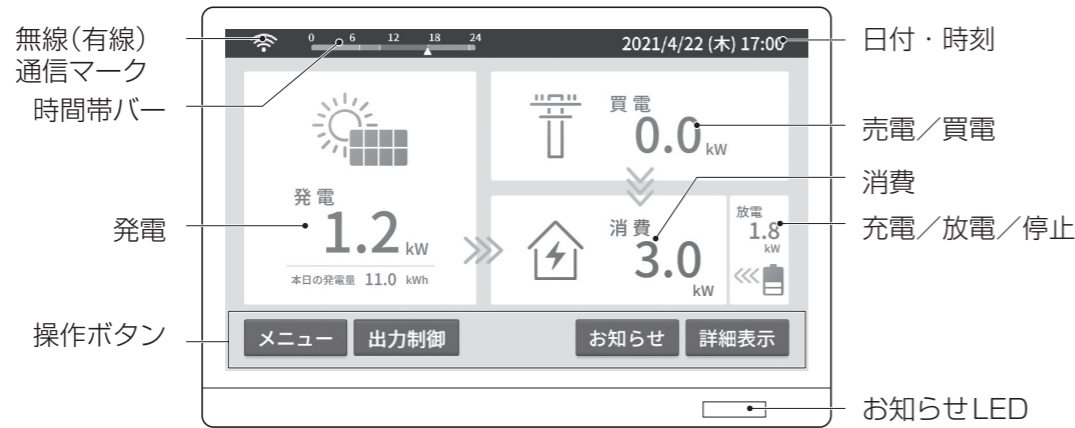 無線(有線)
通信マーク
時間帯バー
発電
操作ボタン
0 6 12 18 24
2021/4/22 (木) 17:00
発電
1.2 kW
本日の発電量 11.0 kWh
買電
0.0 kW
消費
3.0 kW
放電
1.8
kW
メニュー 出力制御 お知らせ 詳細表示
日付・時刻
売電/買電
消費
充電/放電/停止
お知らせLED